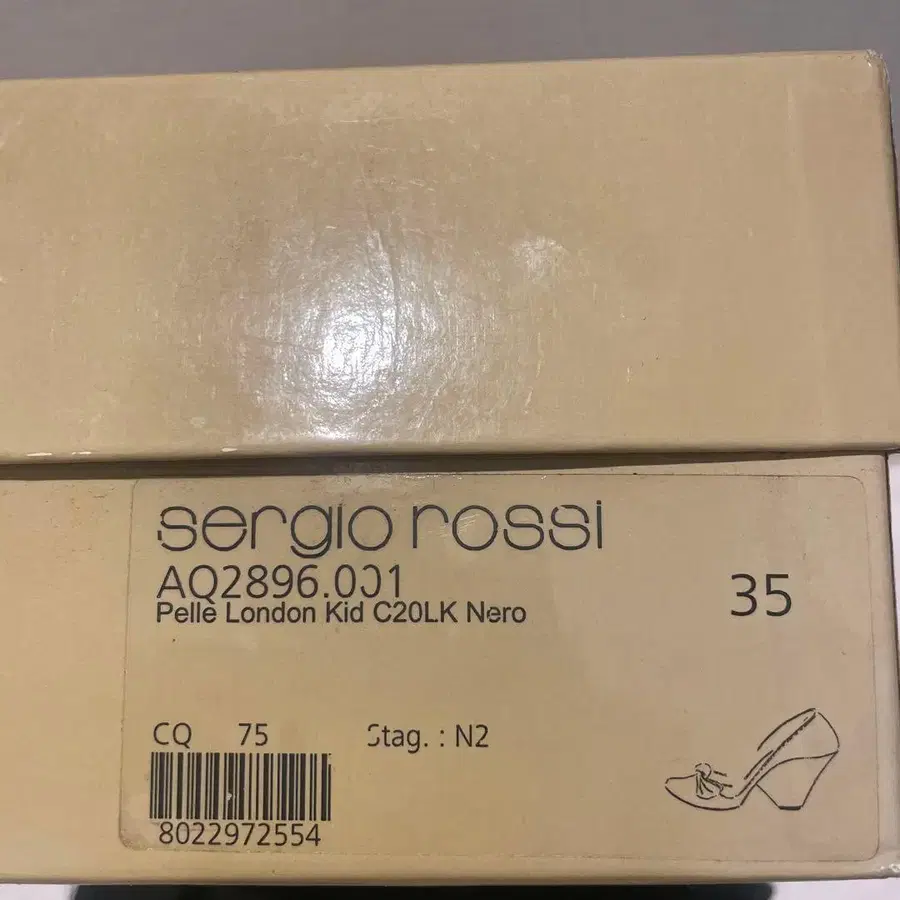 sergio rossi
AQ2896.001
Pelle London Kid C20LK Nero
35
CQ 75 Stag. : N2
8022972554